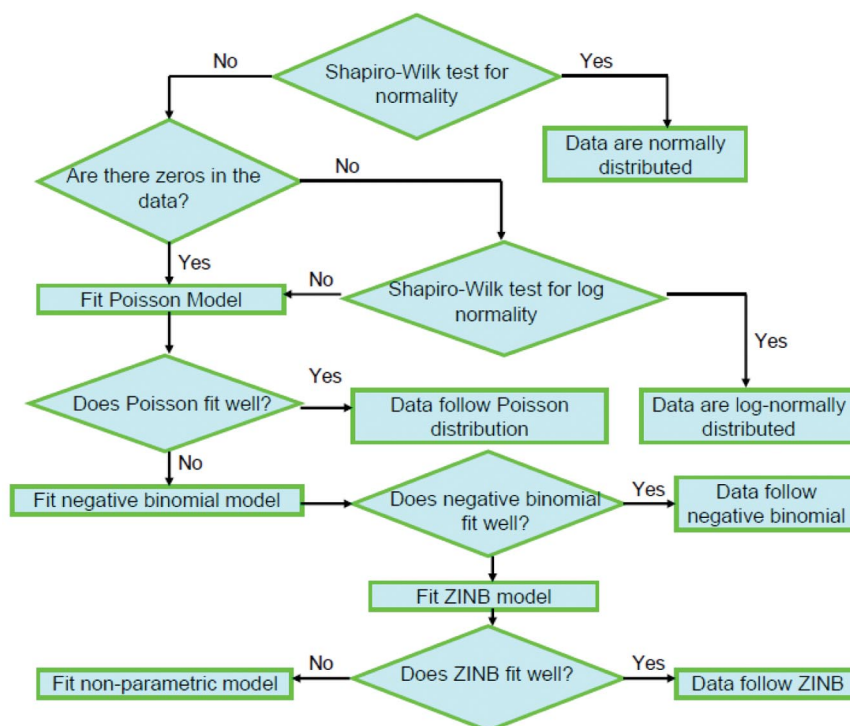 No
Shapiro-Wilk test for
normality
Yes
Data are normally
distributed
Are there zeros in the
data?
No
Yes
Fit Poisson Model
No
Shapiro-Wilk test for log
normality
Yes
Does Poisson fit well?
Yes
Data follow Poisson
distribution
Data are log-normally
distributed
No
Fit negative binomial model
Does negative binomial
fit well?
Yes
Data follow
negative binomial
Fit ZINB model
Fit non-parametric model
No
Does ZINB fit well?
Yes
Data follow ZINB